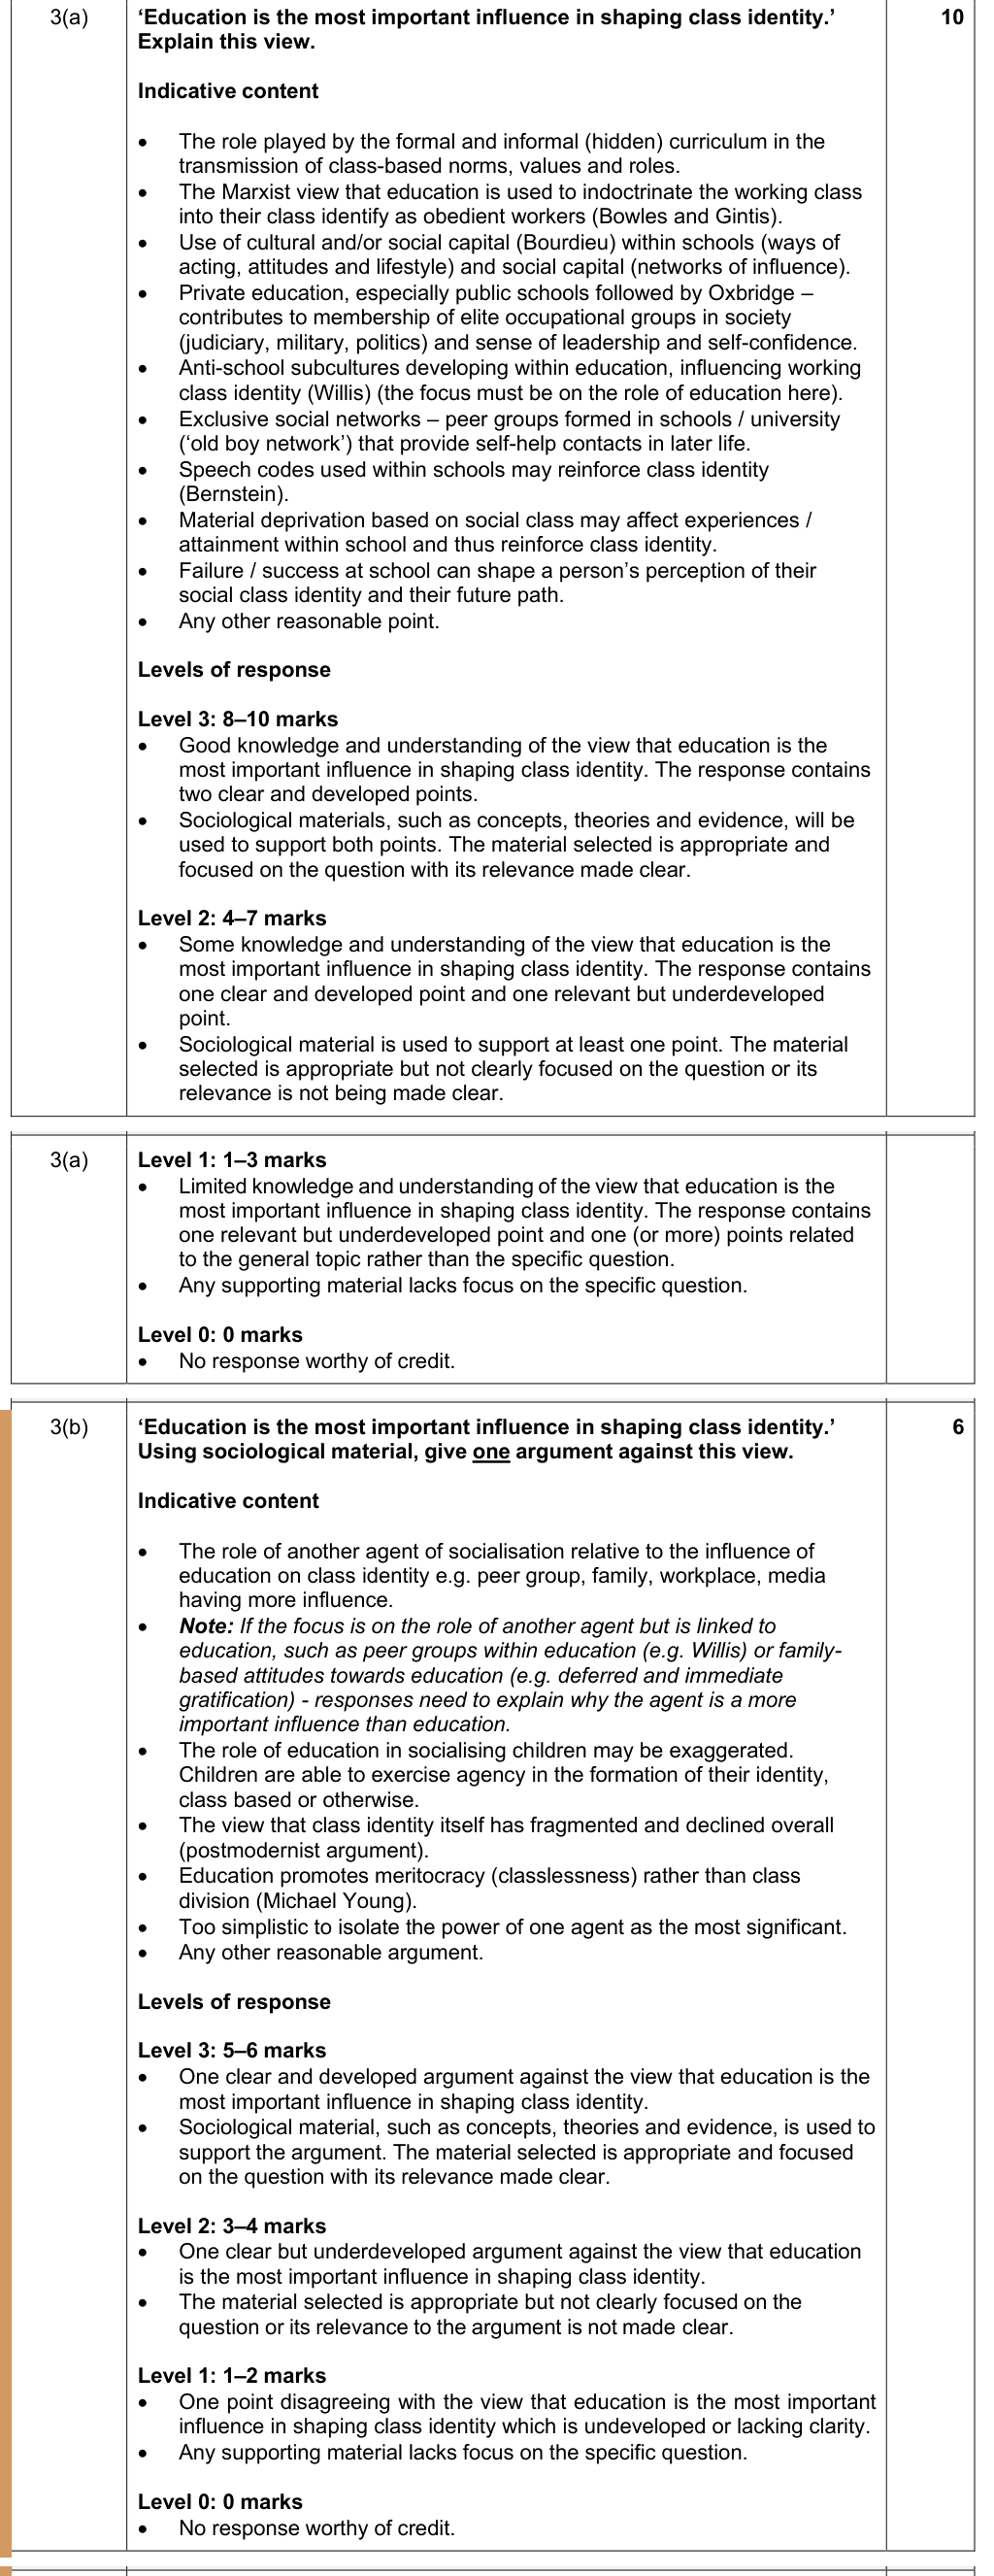 3(a) ‘Education is the most important influence in shaping class identity.’ 10
Explain this view.
Indicative content
• The role played by the formal and informal (hidden) curriculum in the
transmission of class-based norms, values and roles.
• The Marxist view that education is used to indoctrinate the working class
into their class identify as obedient workers (Bowles and Gintis).
• Use of cultural and/or social capital (Bourdieu) within schools (ways of
acting, attitudes and lifestyle) and social capital (networks of influence).
• Private education, especially public schools followed by Oxbridge –
contributes to membership of elite occupational groups in society
(judiciary, military, politics) and sense of leadership and self-confidence.
• Anti-school subcultures developing within education, influencing working
class identity (Willis) (the focus must be on the role of education here).
• Exclusive social networks – peer groups formed in schools / university
(‘old boy network’) that provide self-help contacts in later life.
• Speech codes used within schools may reinforce class identity
(Bernstein).
• Material deprivation based on social class may affect experiences /
attainment within school and thus reinforce class identity.
• Failure / success at school can shape a person’s perception of their
social class identity and their future path.
• Any other reasonable point.
Levels of response
Level 3: 8–10 marks
• Good knowledge and understanding of the view that education is the
most important influence in shaping class identity. The response contains
two clear and developed points.
• Sociological materials, such as concepts, theories and evidence, will be
used to support both points. The material selected is appropriate and
focused on the question with its relevance made clear.
Level 2: 4–7 marks
• Some knowledge and understanding of the view that education is the
most important influence in shaping class identity. The response contains
one clear and developed point and one relevant but underdeveloped
point.
• Sociological material is used to support at least one point. The material
selected is appropriate but not clearly focused on the question or its
relevance is not being made clear.
3(a) Level 1: 1–3 marks
• Limited knowledge and understanding of the view that education is the
most important influence in shaping class identity. The response contains
one relevant but underdeveloped point and one (or more) points related
to the general topic rather than the specific question.
• Any supporting material lacks focus on the specific question.
Level 0: 0 marks
• No response worthy of credit.
3(b) ‘Education is the most important influence in shaping class identity.’ 6
Using sociological material, give one argument against this view.
Indicative content
• The role of another agent of socialisation relative to the influence of
education on class identity e.g. peer group, family, workplace, media
having more influence.
• Note: If the focus is on the role of another agent but is linked to
education, such as peer groups within education (e.g. Willis) or family-
based attitudes towards education (e.g. deferred and immediate
gratification) - responses need to explain why the agent is a more
important influence than education.
• The role of education in socialising children may be exaggerated.
Children are able to exercise agency in the formation of their identity,
class based or otherwise.
• The view that class identity itself has fragmented and declined overall
(postmodernist argument).
• Education promotes meritocracy (classlessness) rather than class
division (Michael Young).
• Too simplistic to isolate the power of one agent as the most significant.
• Any other reasonable argument.
Levels of response
Level 3: 5–6 marks
• One clear and developed argument against the view that education is the
most important influence in shaping class identity.
• Sociological material, such as concepts, theories and evidence, is used to
support the argument. The material selected is appropriate and focused
on the question with its relevance made clear.
Level 2: 3–4 marks
• One clear but underdeveloped argument against the view that education
is the most important influence in shaping class identity.
• The material selected is appropriate but not clearly focused on the
question or its relevance to the argument is not made clear.
Level 1: 1–2 marks
• One point disagreeing with the view that education is the most important
influence in shaping class identity which is undeveloped or lacking clarity.
• Any supporting material lacks focus on the specific question.
Level 0: 0 marks
• No response worthy of credit.